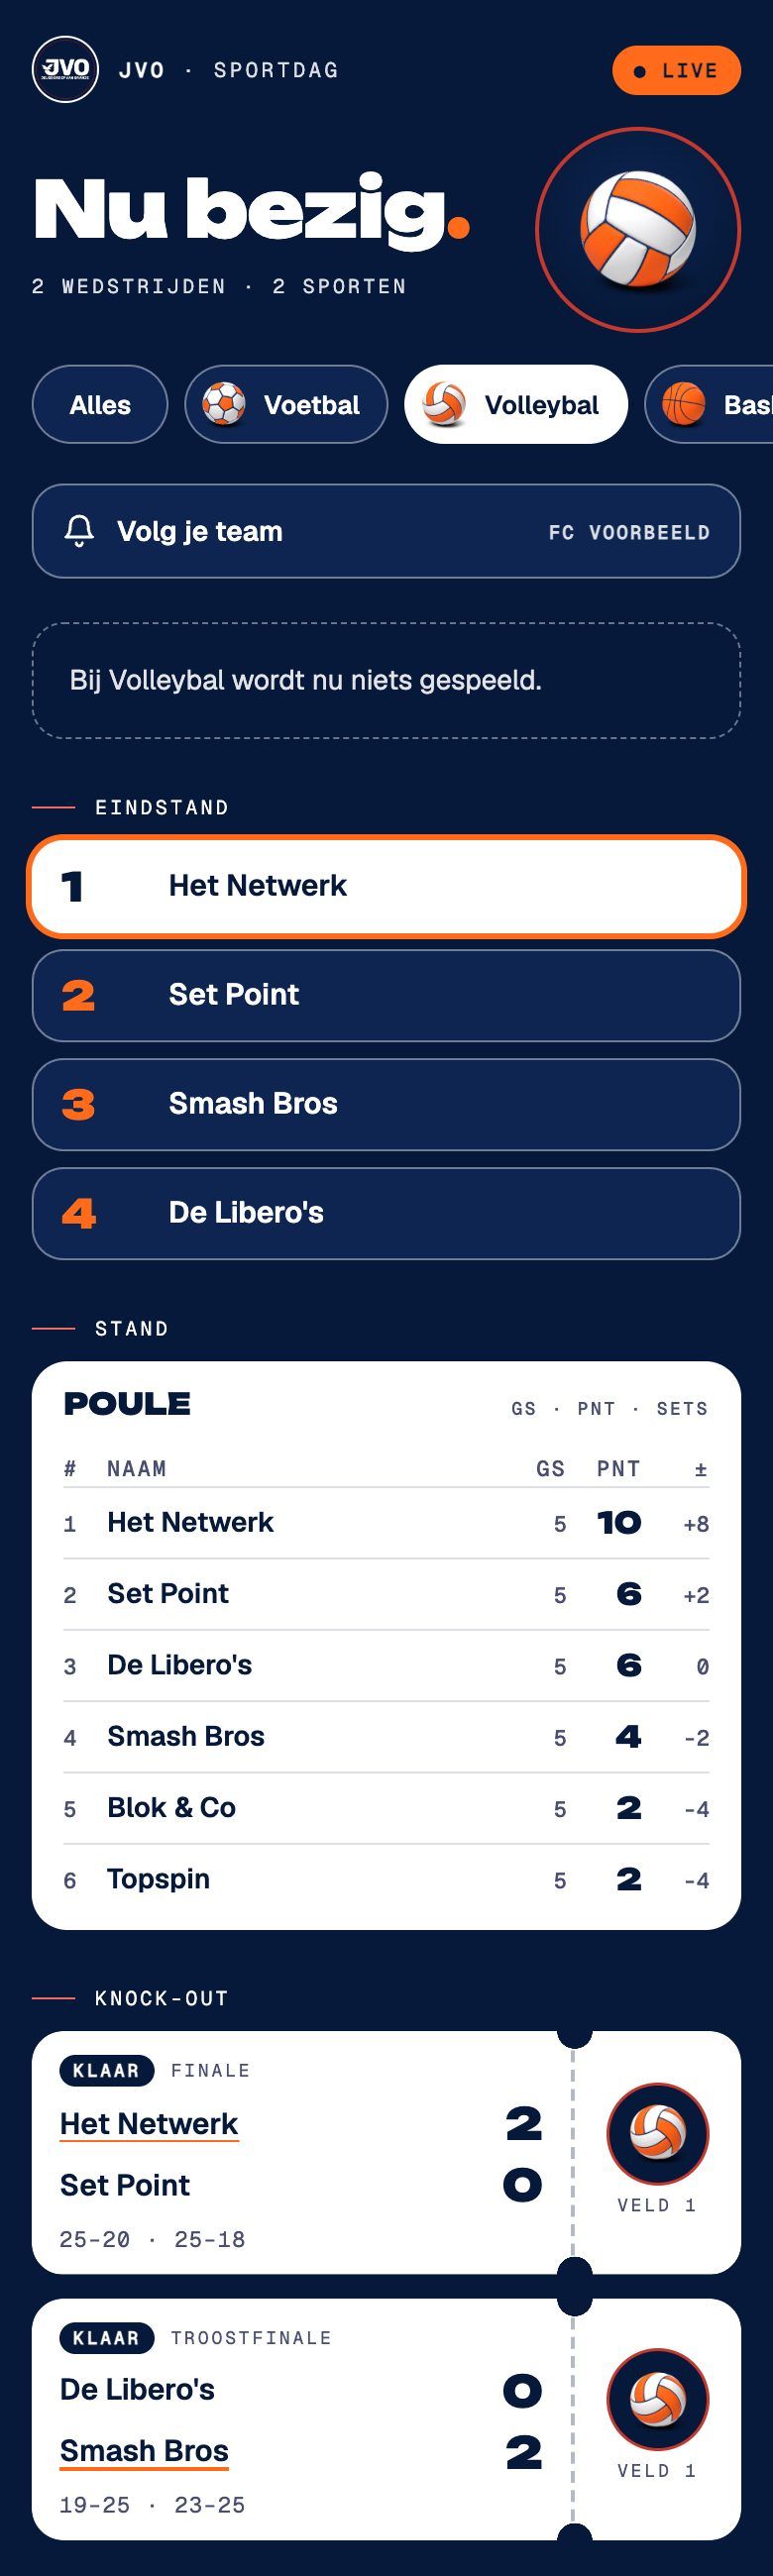 JVO
JVO · SPORTDAG
● LIVE
Nu bezig.
2 WEDSTRIJDEN · 2 SPORTEN
Alles Voetbal Volleybal Bas
Volg je team FC VOORBEELD
Bij Volleybal wordt nu niets gespeeld.
EINDSTAND
1 Het Netwerk
2 Set Point
3 Smash Bros
4 De Libero's
STAND
POULE GS · PNT · SETS
# NAAM GS PNT ±
1 Het Netwerk 5 10 +8
2 Set Point 5 6 +2
3 De Libero's 5 6 0
4 Smash Bros 5 4 -2
5 Blok & Co 5 2 -4
6 Topspin 5 2 -4
KNOCK-OUT
KLAAR FINALE
Het Netwerk 2
Set Point 0
25-20 · 25-18
VELD 1
KLAAR TROOSTFINALE
De Libero's 0
Smash Bros 2
19-25 · 23-25
VELD 1